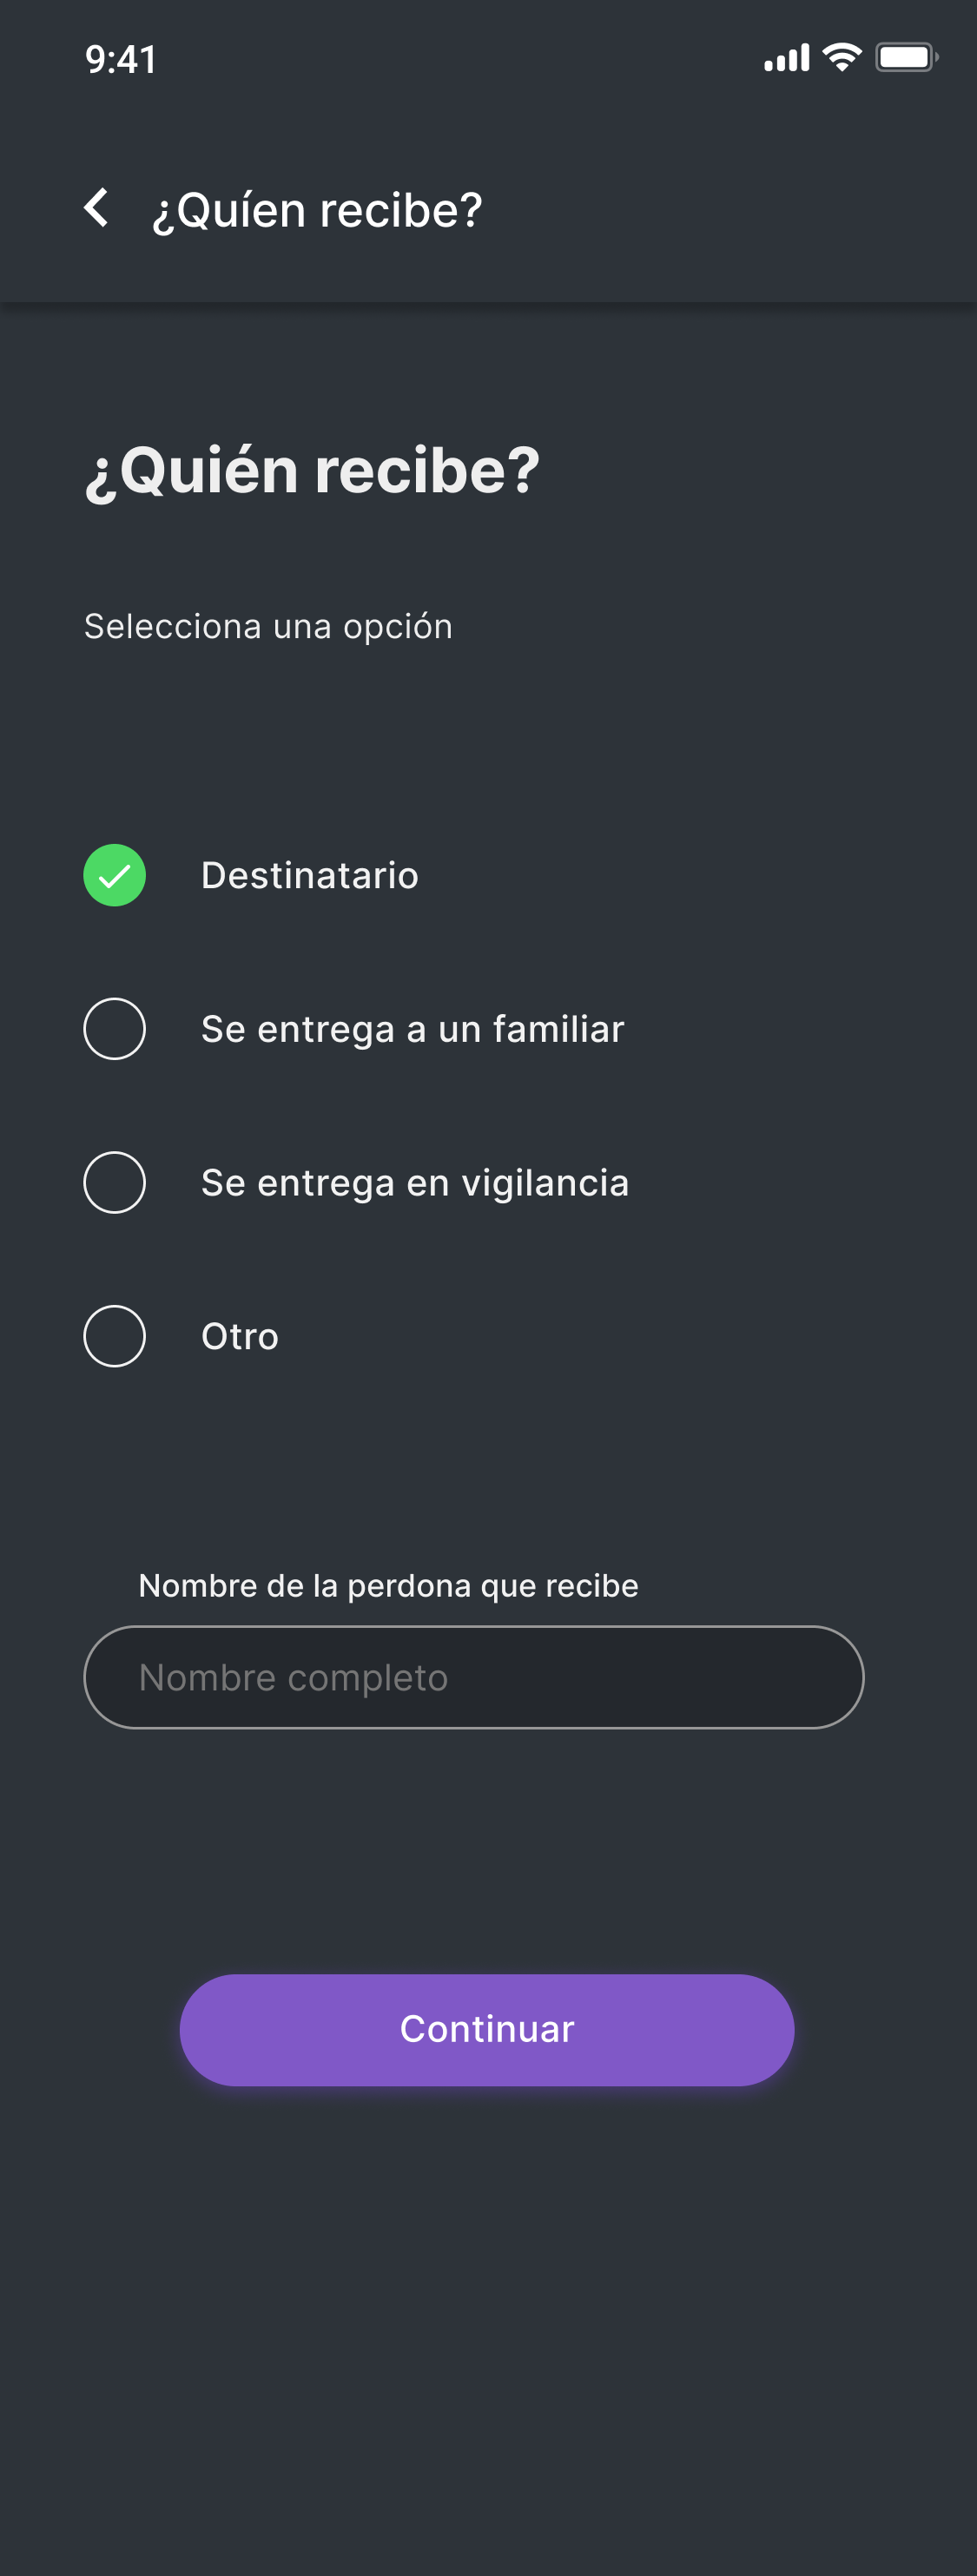 9:41
¿Quíen recibe?
¿Quién recibe?
Selecciona una opción
Destinatario
Se entrega a un familiar
Se entrega en vigilancia
Otro
Nombre de la perdona que recibe
Nombre completo
Continuar